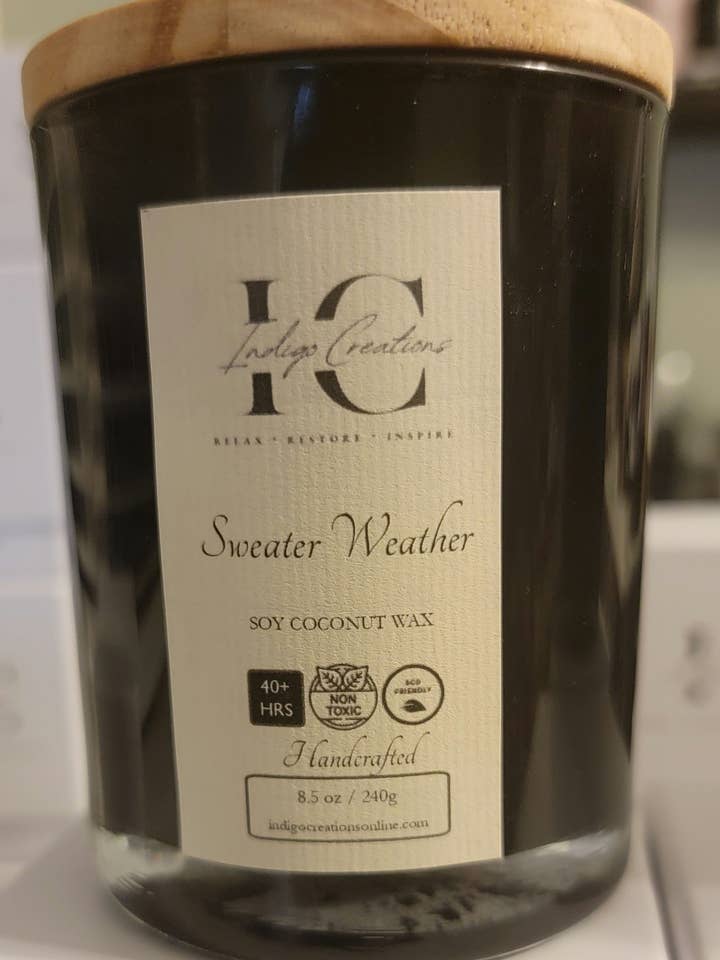 IC
Indigo Creations
RELAX * RESTORE * INSPIRE
Sweater Weather
SOY COCONUT WAX
40+
HRS
NON
TOXIC
ECO
FRIENDLY
Handcrafted
8.5 oz / 240g
indigocreationsonline.com